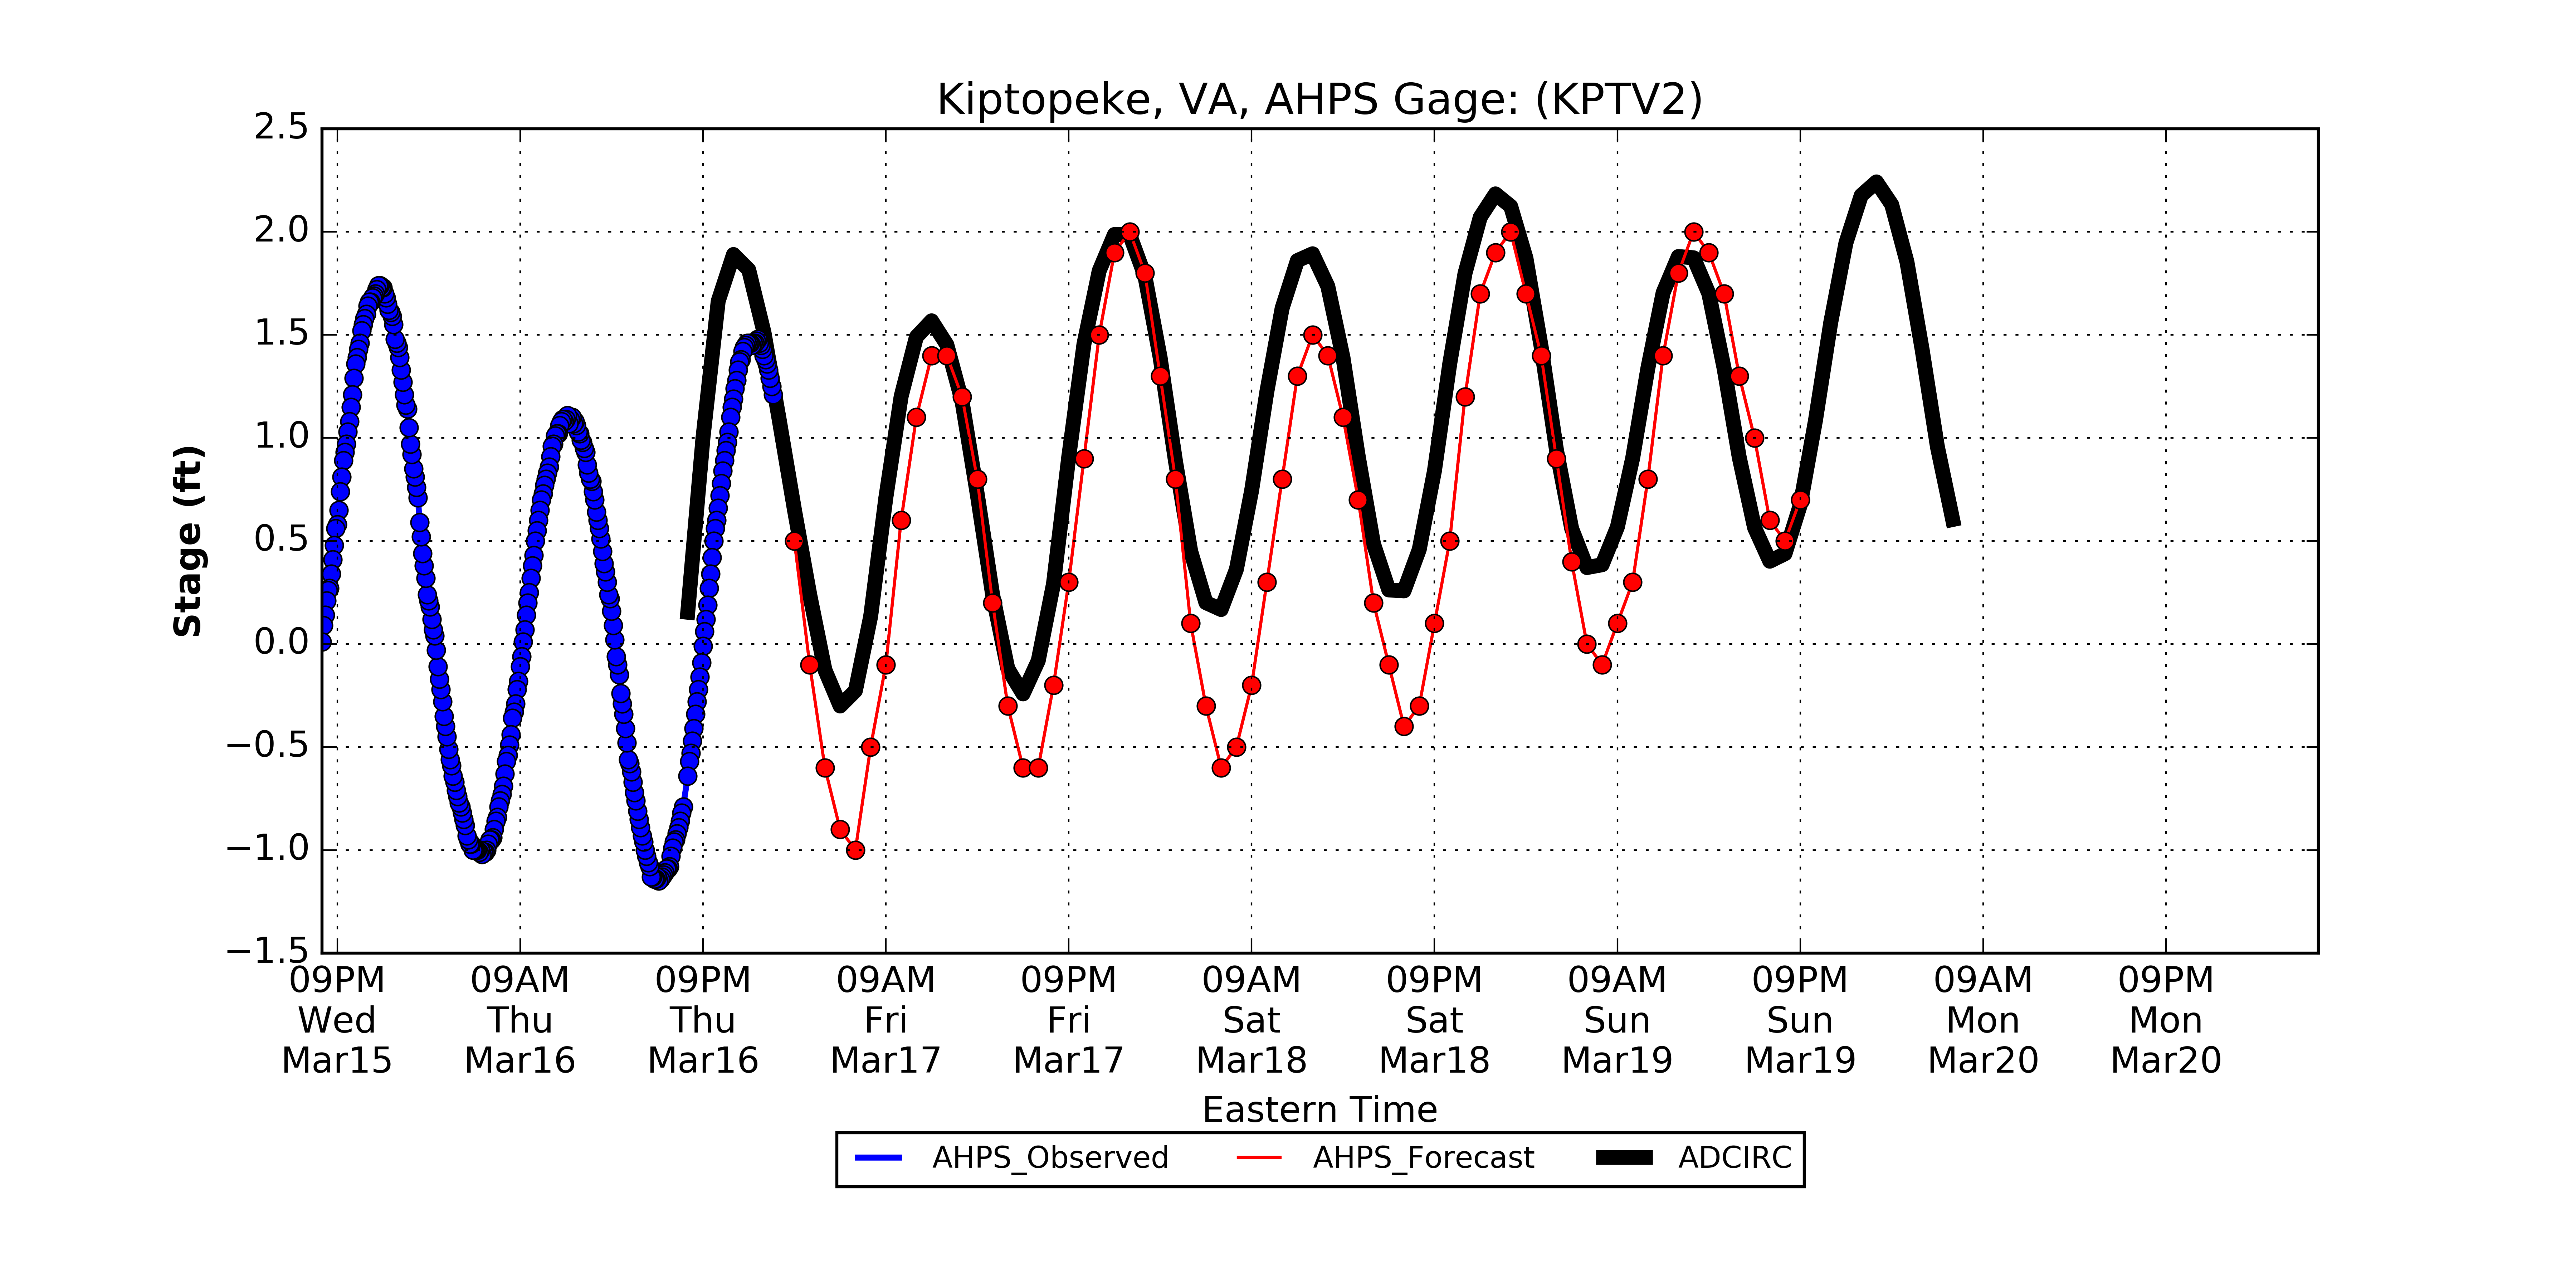 Kiptopeke, VA, AHPS Gage: (KPTV2)
2.5
2.0
1.5
1.0
0.5
0.0
−0.5
−1.0
−1.5
Stage (ft)
09PM 09AM 09PM 09AM 09PM 09AM 09PM 09AM 09PM 09AM 09PM
Wed Thu Thu Fri Fri Sat Sat Sun Sun Mon Mon
Mar15 Mar16 Mar16 Mar17 Mar17 Mar18 Mar18 Mar19 Mar19 Mar20 Mar20
Eastern Time
AHPS_Observed AHPS_Forecast ADCIRC